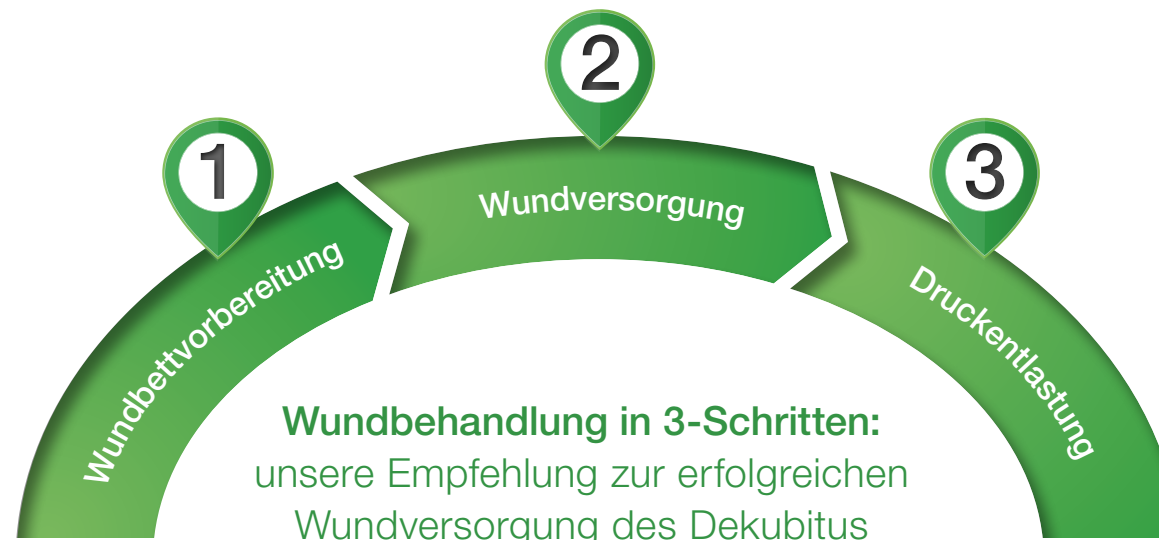 1
Wundbettvorbereitung
2
Wundversorgung
3
Druckentlastung
Wundbehandlung in 3-Schritten:
unsere Empfehlung zur erfolgreichen
Wundversorgung des Dekubitus